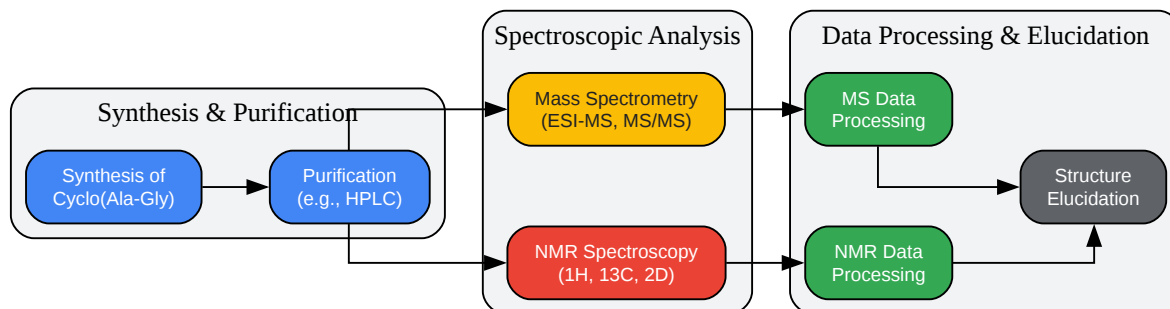 Synthesis & Purification
Synthesis of
Cyclo(Ala-Gly)
Purification
(e.g., HPLC)
Spectroscopic Analysis
Mass Spectrometry
(ESI-MS, MS/MS)
NMR Spectroscopy
(1H, 13C, 2D)
Data Processing & Elucidation
MS Data
Processing
NMR Data
Processing
Structure
Elucidation